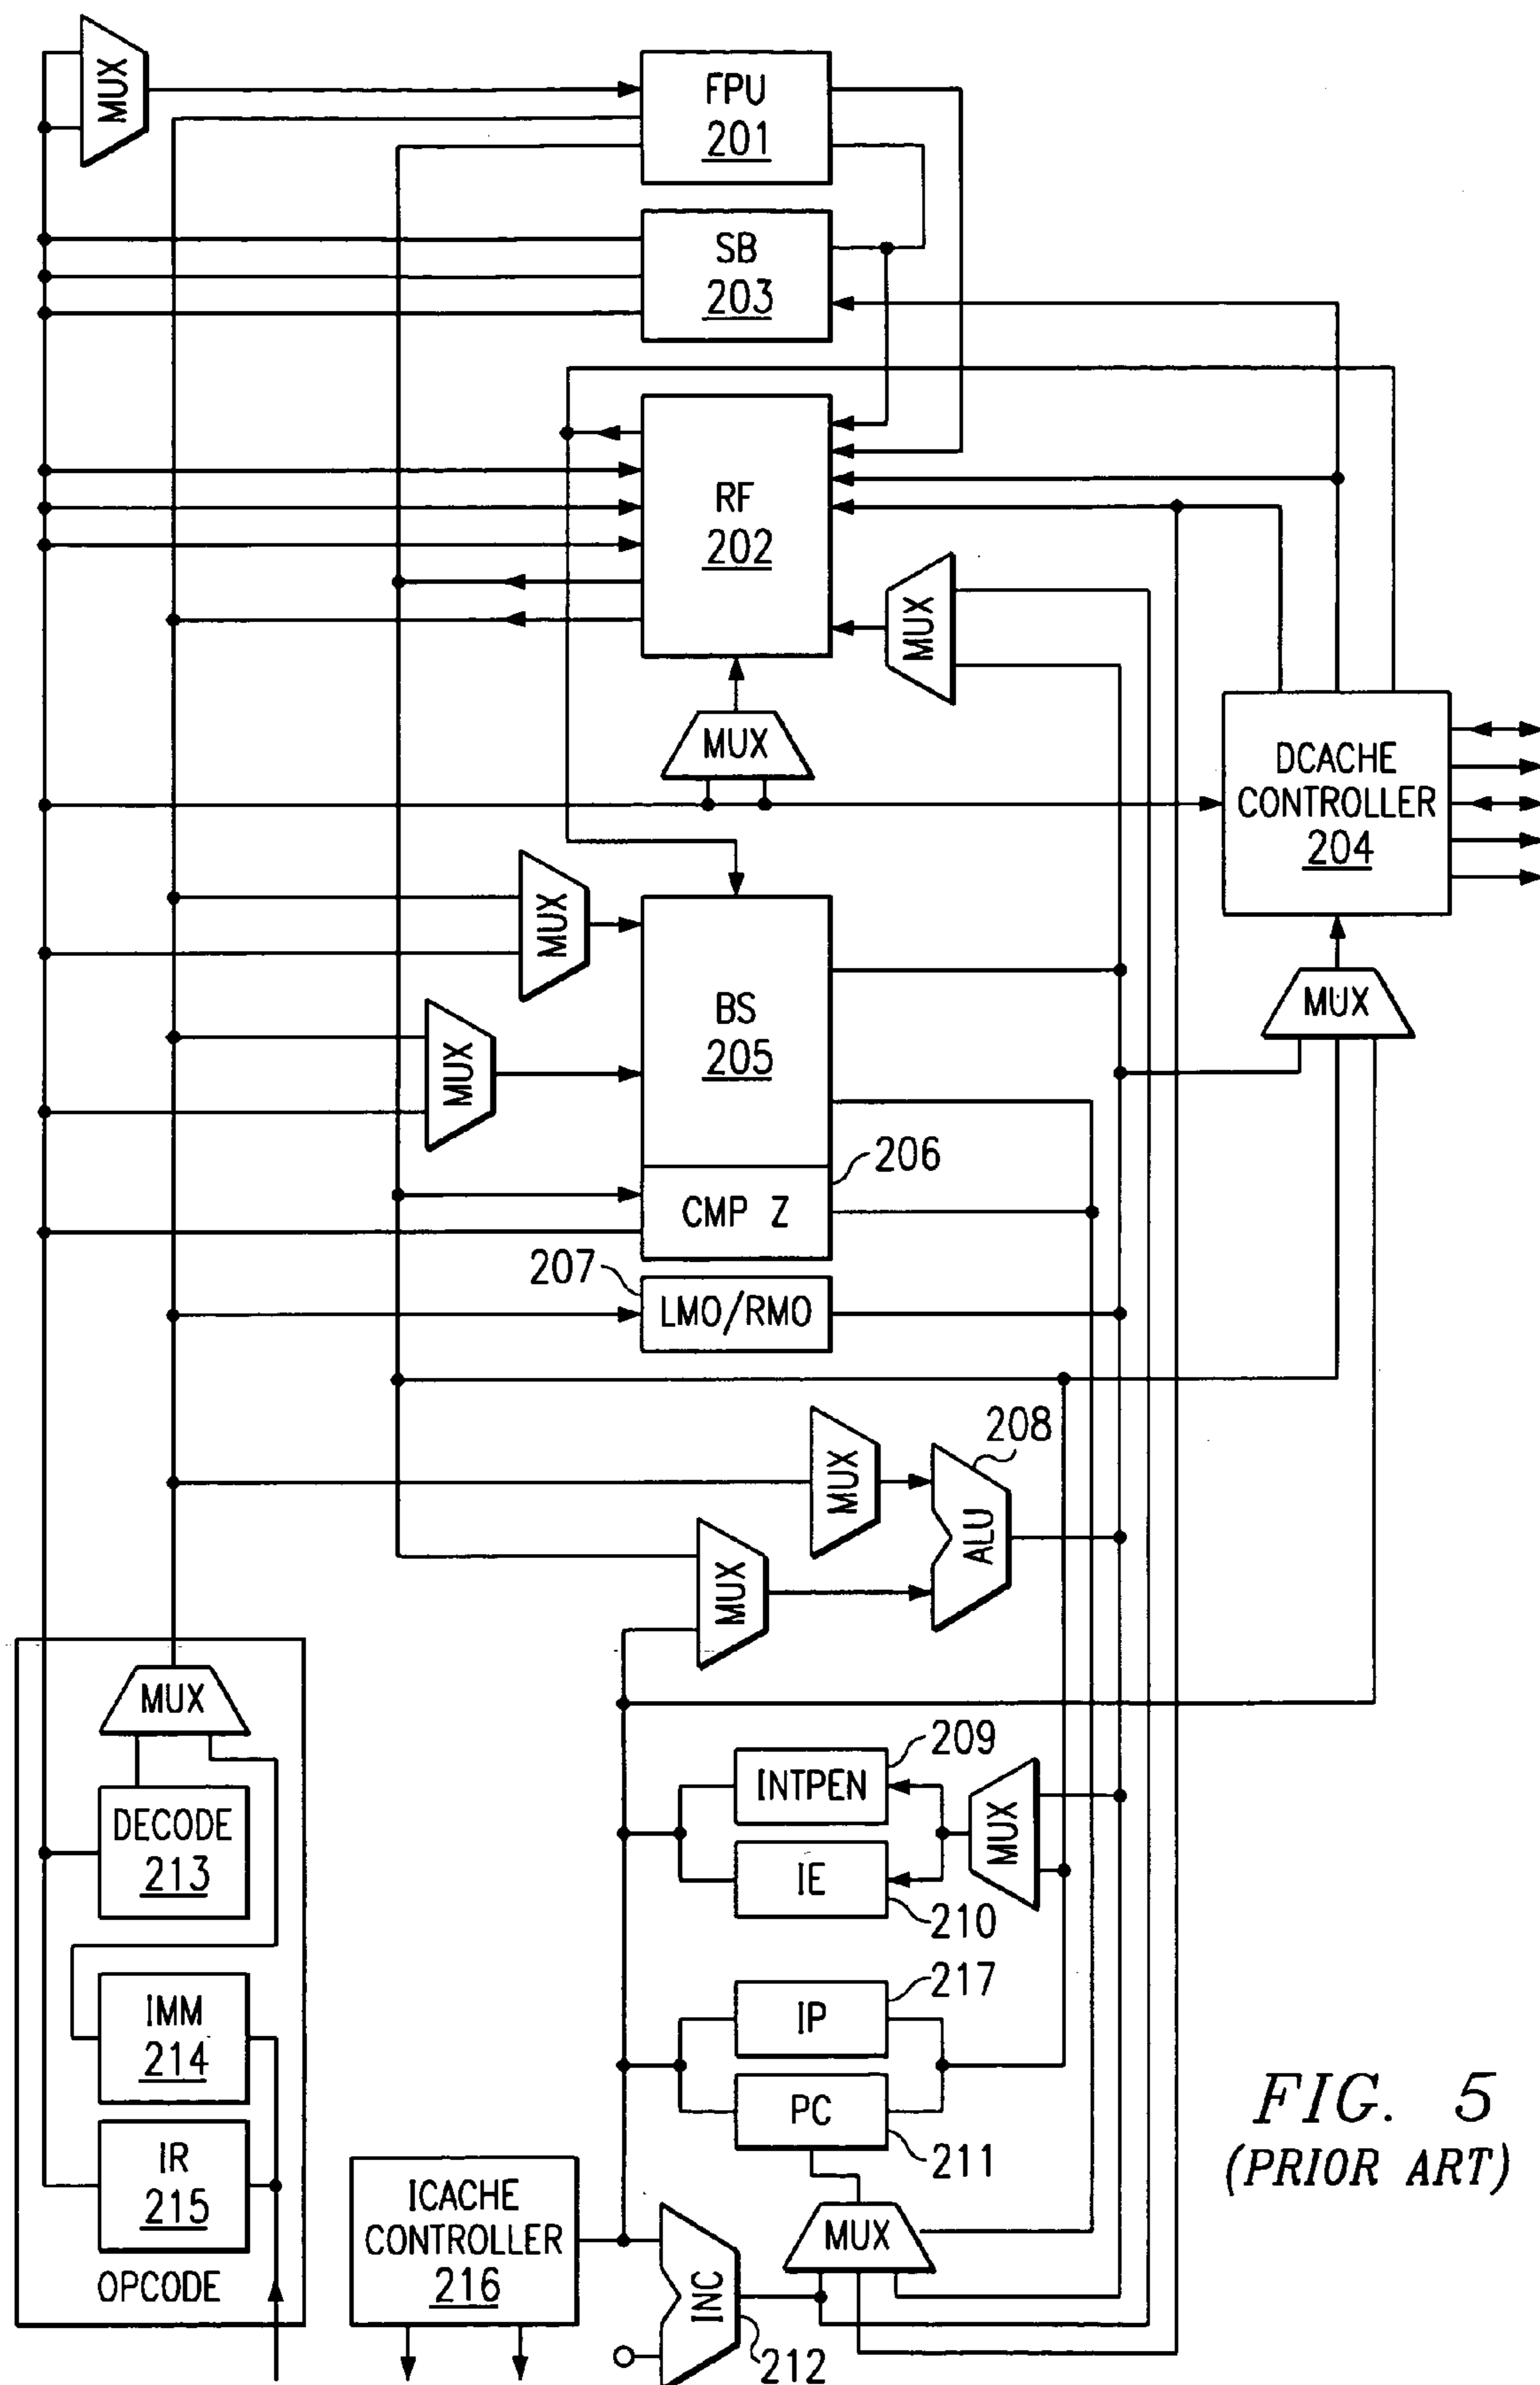 MUX
FPU
201
SB
203
RF
202
MUX
MUX
DCACHE
CONTROLLER
204
MUX
BS
205
MUX
MUX
206
CMP Z
207
LMO/RMO
208
MUX
ALU
MUX
MUX
209
INTPEN
MUX
DECODE
213
IE
210
217
IMM
214
IP
PC
211
FIG. 5
(PRIOR ART)
IR
215
ICACHE
CONTROLLER
216
MUX
OPCODE
INC
212